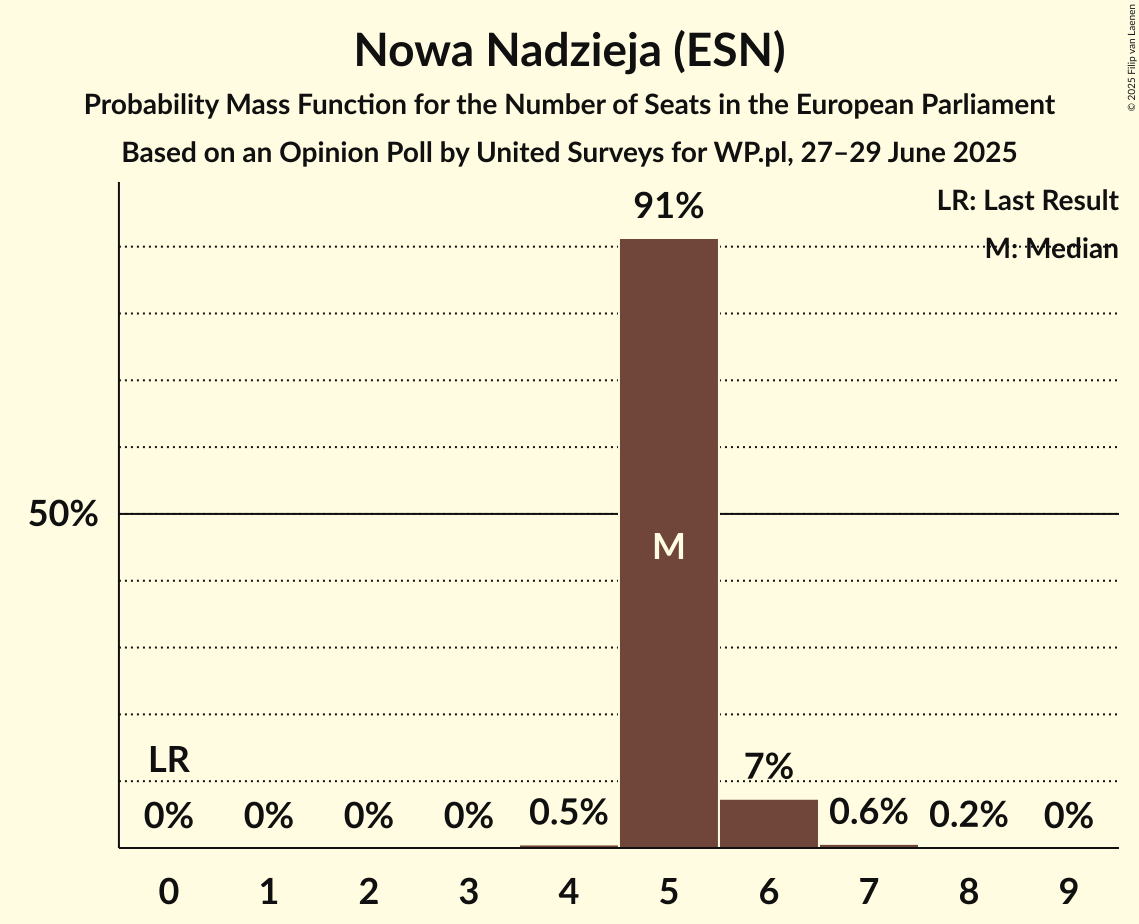 Nowa Nadzieja (ESN)
Probability Mass Function for the Number of Seats in the European Parliament
Based on an Opinion Poll by United Surveys for WP.pl, 27–29 June 2025
© 2025 Filip van Laenen
LR: Last Result
M: Median
91%
50%
M
LR
7%
0% 0% 0% 0% 0.5% 0.6% 0.2% 0%
0 1 2 3 4 5 6 7 8 9